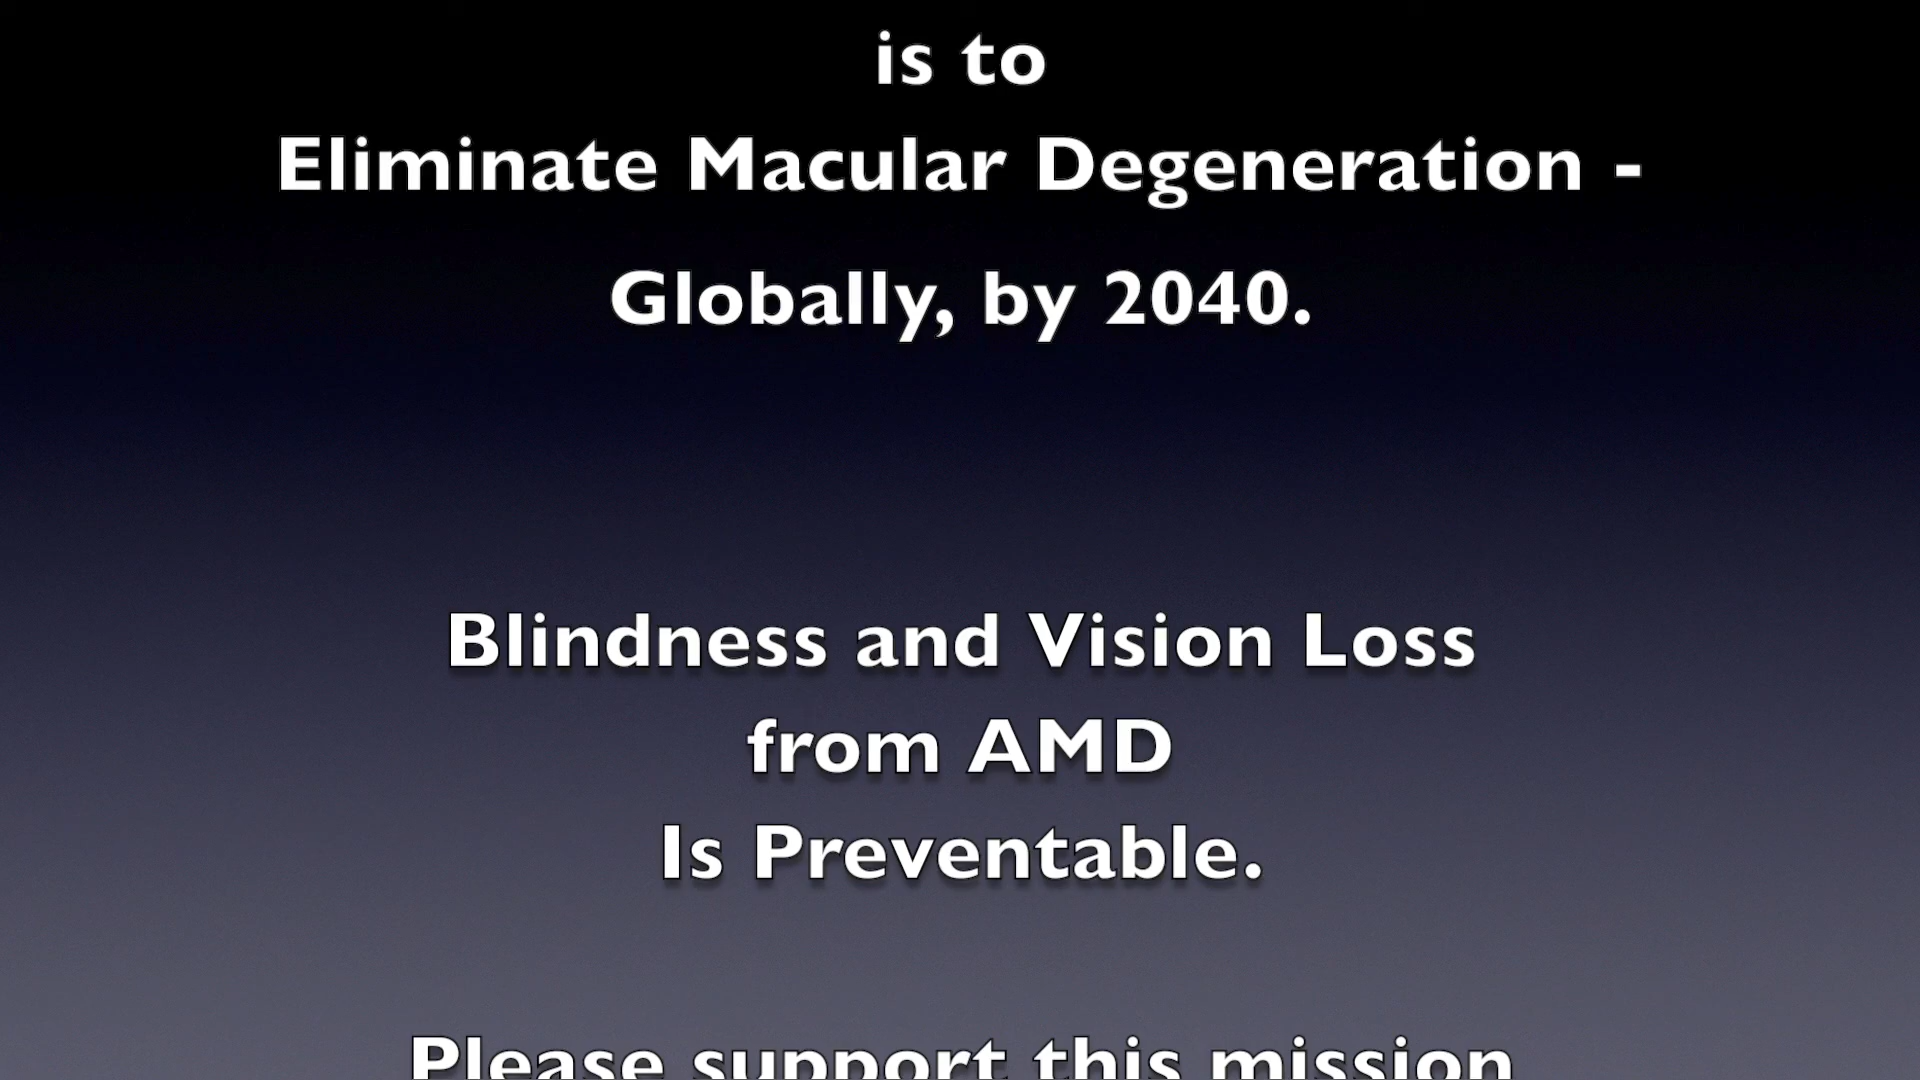 is to
Eliminate Macular Degeneration -
Globally, by 2040.
Blindness and Vision Loss
from AMD
Is Preventable.
Please support this mission